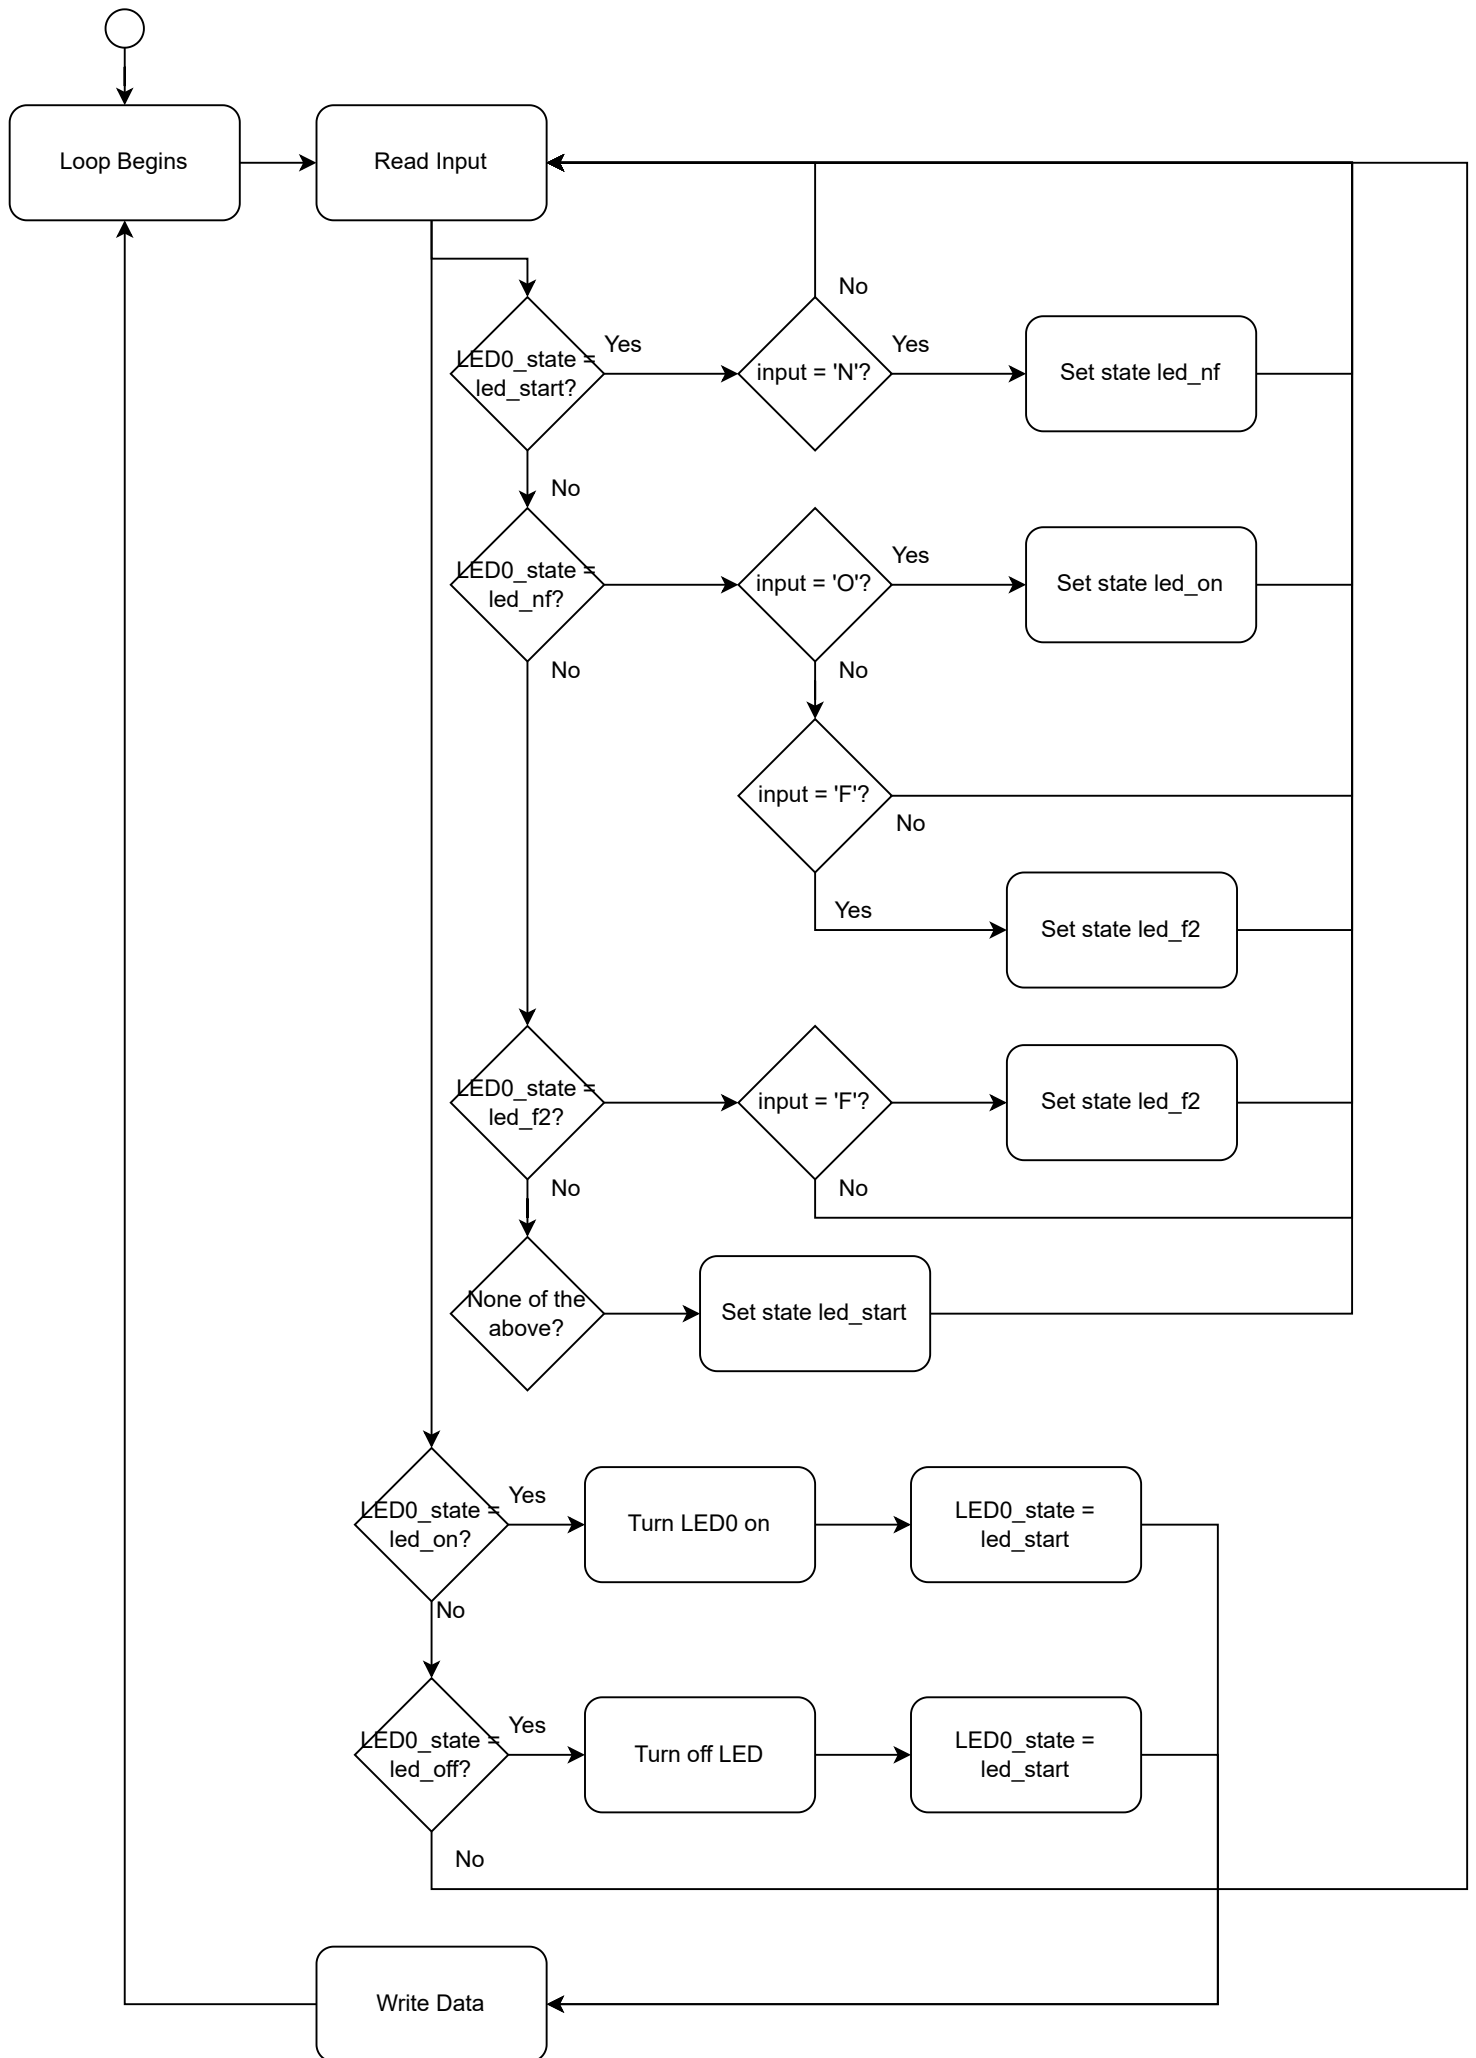 Loop Begins
Read Input
No
LED0_state =
led_start?
Yes
input = 'N'?
Yes
Set state led_nf
No
LED0_state =
led_nf?
input = 'O'?
Yes
Set state led_on
No
No
input = 'F'?
No
Yes
Set state led_f2
LED0_state =
led_f2?
input = 'F'?
Set state led_f2
No
No
None of the
above?
Set state led_start
LED0_state =
led_on?
Yes
Turn LED0 on
LED0_state =
led_start
No
LED0_state =
led_off?
Yes
Turn off LED
LED0_state =
led_start
No
Write Data